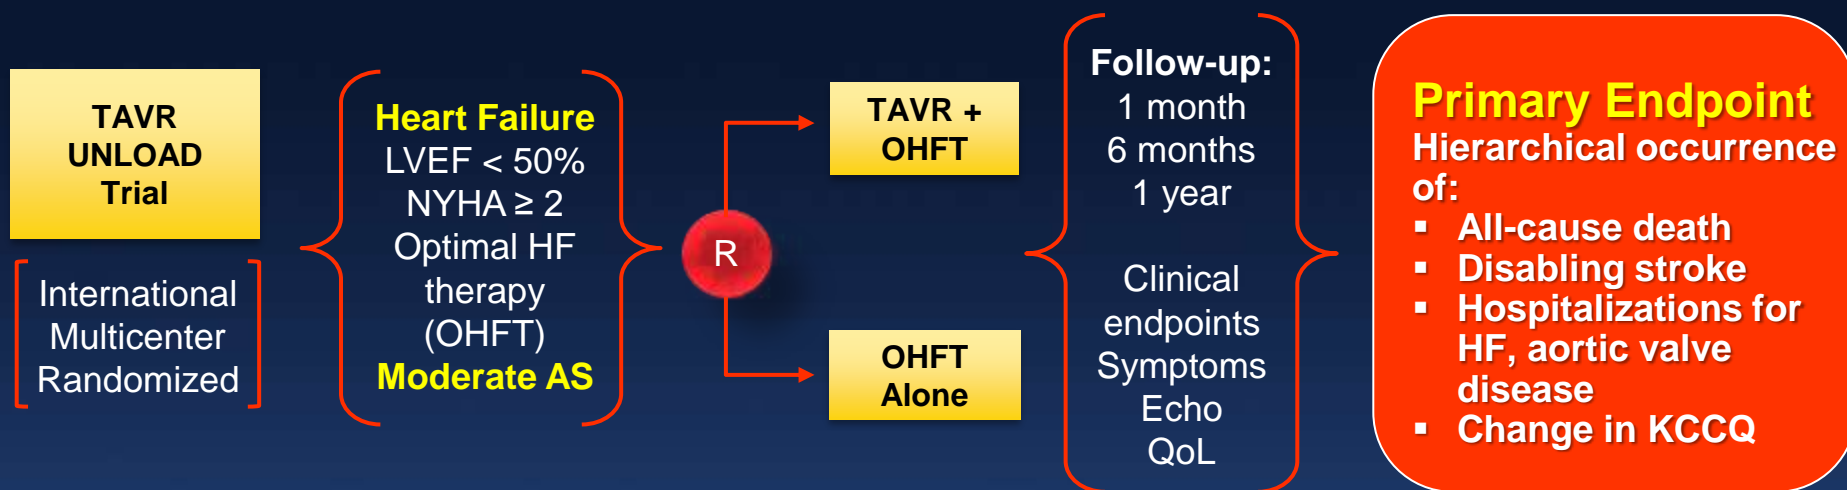 TAVR
UNLOAD
Trial
International
Multicenter
Randomized
Heart Failure
LVEF < 50%
NYHA ≥ 2
Optimal HF
therapy
(OHFT)
Moderate AS
R
TAVR +
OHFT
OHFT
Alone
Follow-up:
1 month
6 months
1 year
Clinical
endpoints
Symptoms
Echo
QoL
Primary Endpoint
Hierarchical occurrence
of:
▪ All-cause death
▪ Disabling stroke
▪ Hospitalizations for
HF, aortic valve
disease
▪ Change in KCCQ